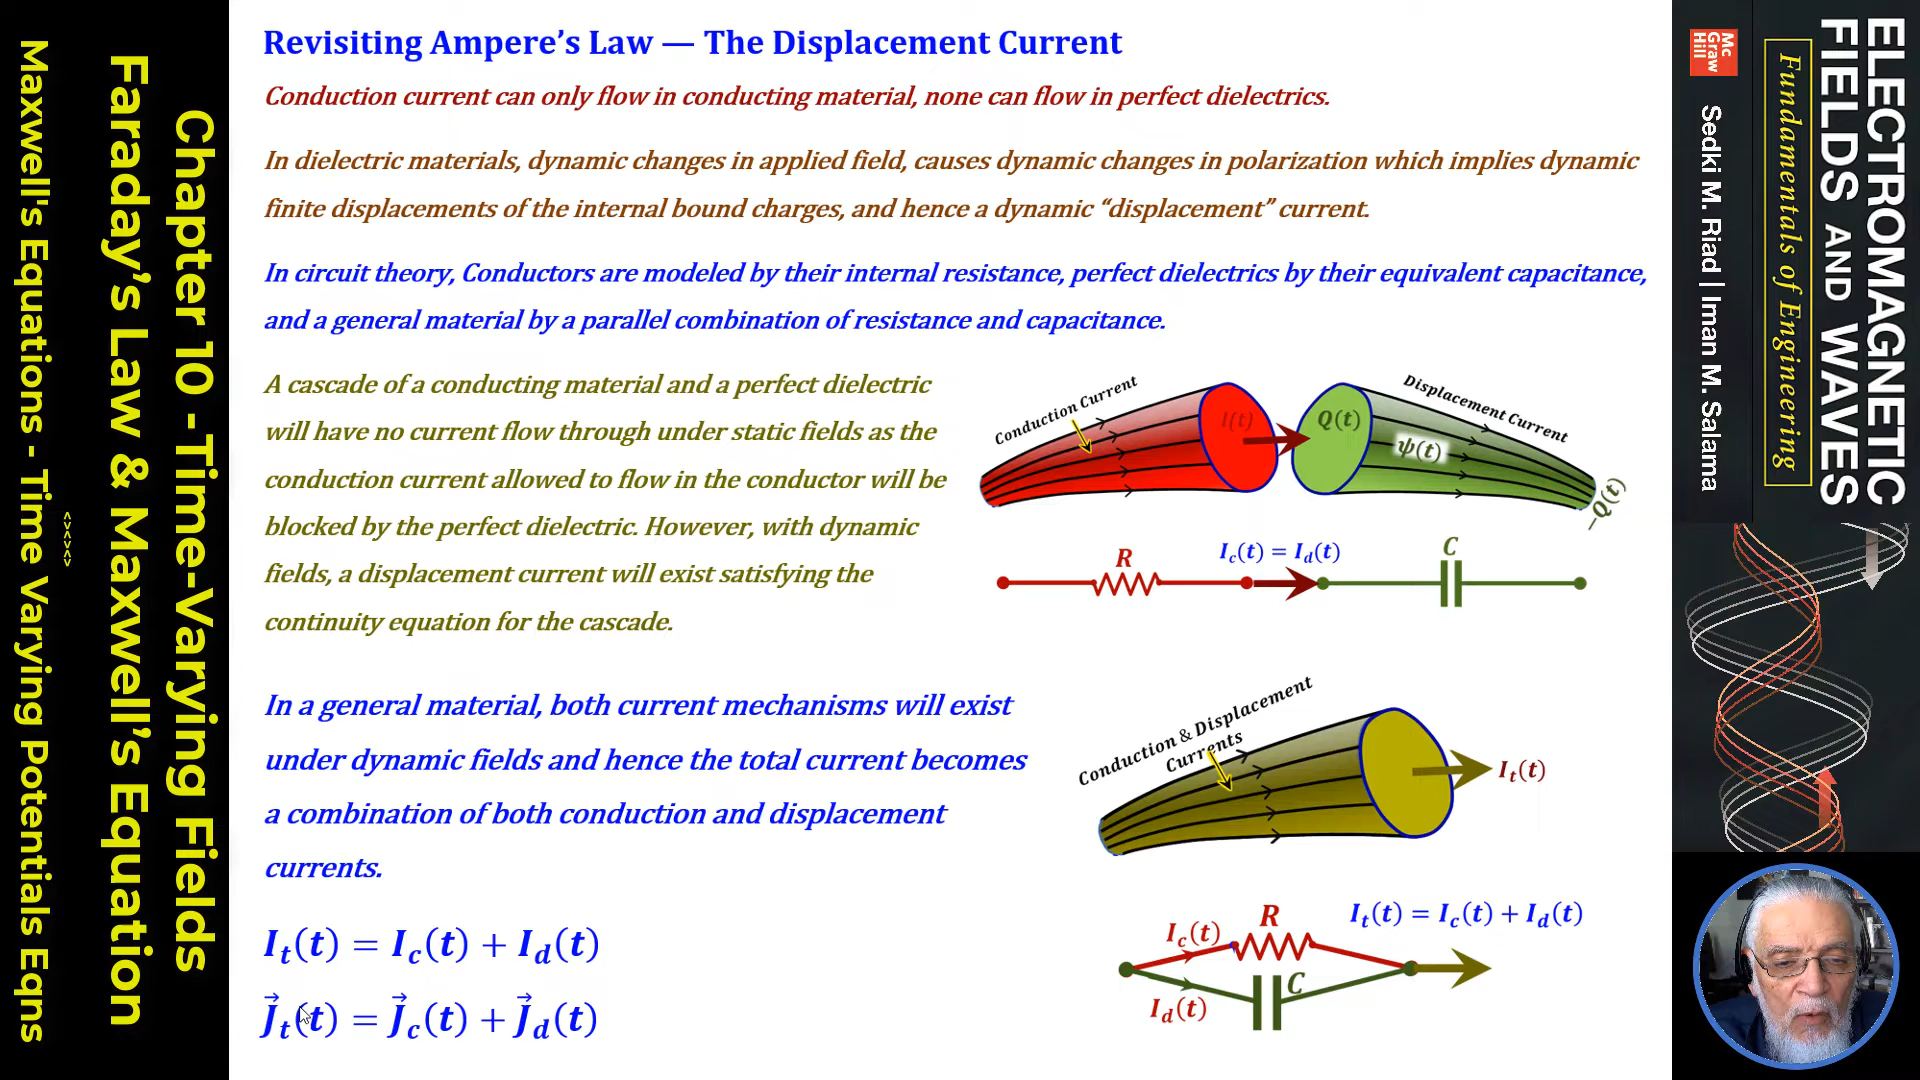 Maxwell's Equations - Time Varying Potentials Eqns
<><><>
Faraday's Law & Maxwell's Equation
Chapter 10 -Time-Varying Fields
Revisiting Ampere's Law — The Displacement Current
Conduction current can only flow in conducting material, none can flow in perfect dielectrics.
In dielectric materials, dynamic changes in applied field, causes dynamic changes in polarization which implies dynamic
finite displacements of the internal bound charges, and hence a dynamic “displacement” current.
In circuit theory, Conductors are modeled by their internal resistance, perfect dielectrics by their equivalent capacitance,
and a general material by a parallel combination of resistance and capacitance.
A cascade of a conducting material and a perfect dielectric
will have no current flow through under static fields as the
conduction current allowed to flow in the conductor will be
blocked by the perfect dielectric. However, with dynamic
fields, a displacement current will exist satisfying the
continuity equation for the cascade.
Conduction Current
I(t)
Q(t)
ψ(t)
Displacement Current
−Q(t)
R
I_c(t) = I_d(t)
C
In a general material, both current mechanisms will exist
under dynamic fields and hence the total current becomes
a combination of both conduction and displacement
currents.
Conduction & Displacement
Currents
I_t(t)
I_t(t) = I_c(t) + I_d(t)
J⃗_t(t) = J⃗_c(t) + J⃗_d(t)
I_c(t)
R
I_t(t) = I_c(t) + I_d(t)
C
I_d(t)
ELECTROMAGNETIC
FIELDS AND WAVES
Fundamentals of Engineering
Mc
Graw
Hill
Sedki M. Riad | Iman M. Salama